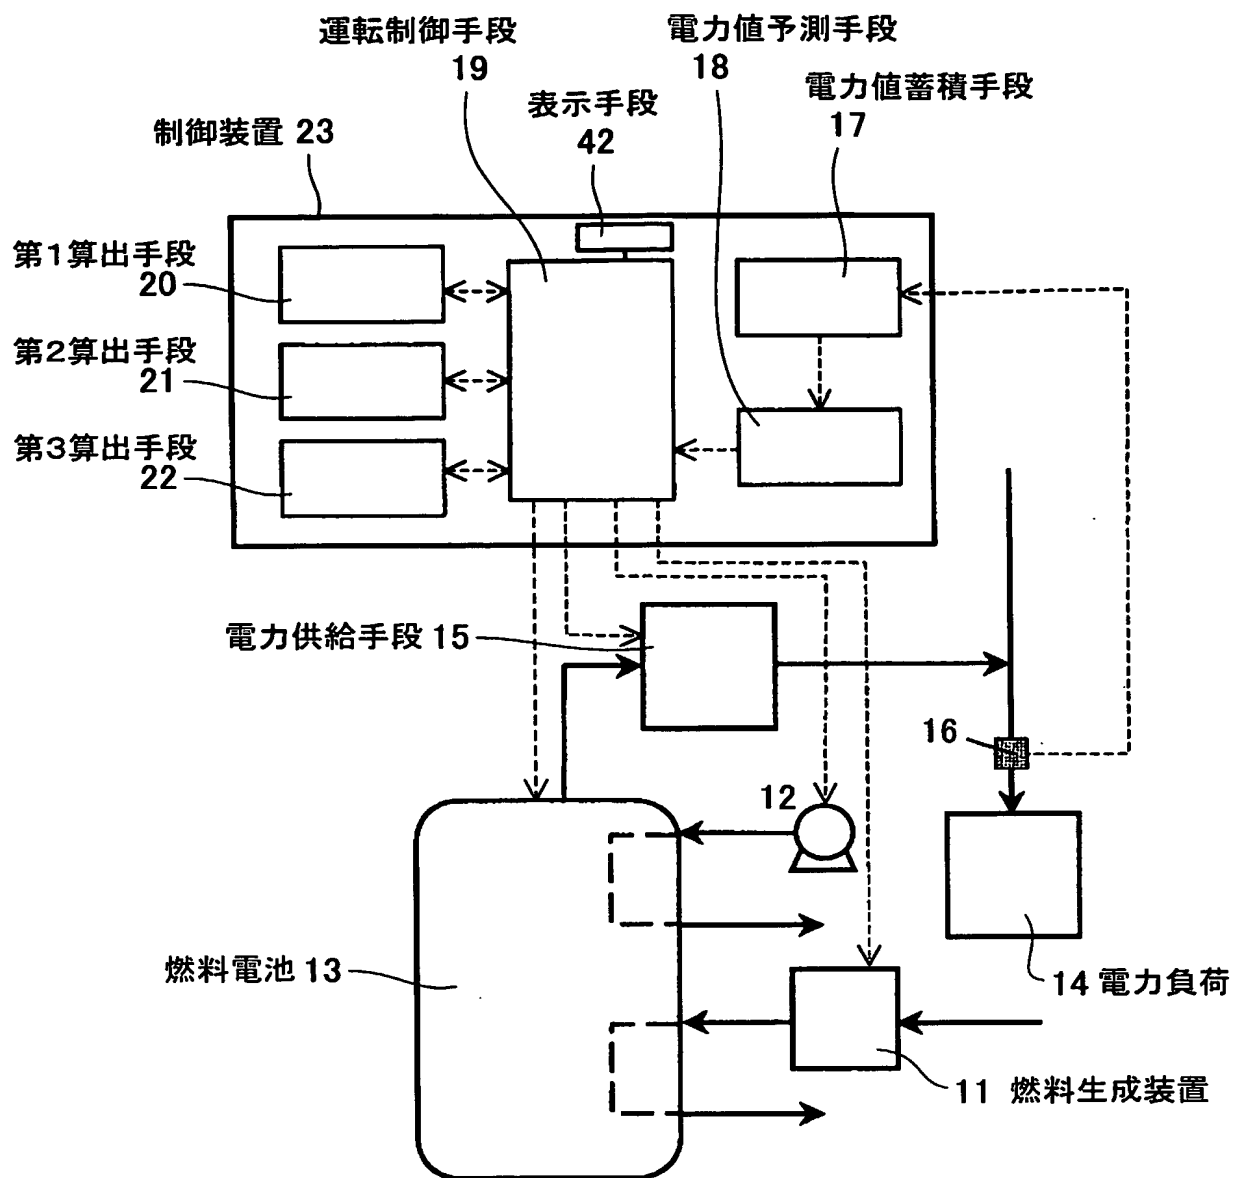 運転制御手段
19
電力値予測手段
18
電力値蓄積手段
17
表示手段
42
制御装置 23
第1算出手段
20
第2算出手段
21
第3算出手段
22
電力供給手段 15
16
12
燃料電池 13
14 電力負荷
11 燃料生成装置